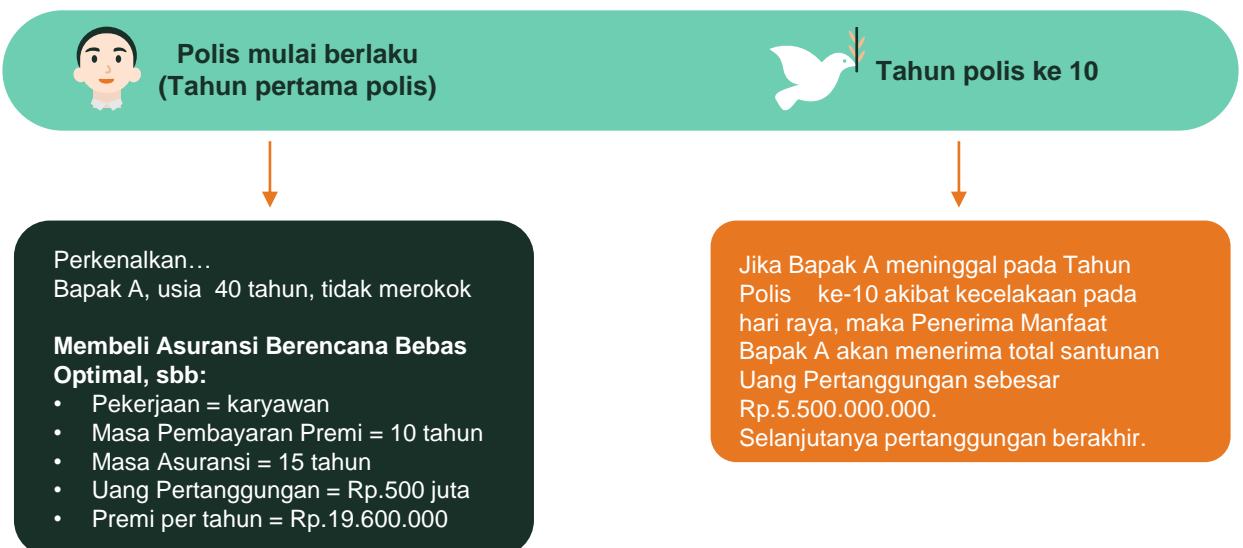 Polis mulai berlaku
(Tahun pertama polis)
Tahun polis ke 10
Perkenalkan…
Bapak A, usia  40 tahun, tidak merokok
Membeli Asuransi Berencana Bebas
Optimal, sbb:
• Pekerjaan = karyawan
• Masa Pembayaran Premi = 10 tahun
• Masa Asuransi = 15 tahun
• Uang Pertanggungan = Rp.500 juta
• Premi per tahun = Rp.19.600.000
Jika Bapak A meninggal pada Tahun
Polis    ke-10 akibat kecelakaan pada
hari raya, maka Penerima Manfaat
Bapak A akan menerima total santunan
Uang Pertanggungan sebesar
Rp.5.500.000.000.
Selanjutanya pertanggungan berakhir.